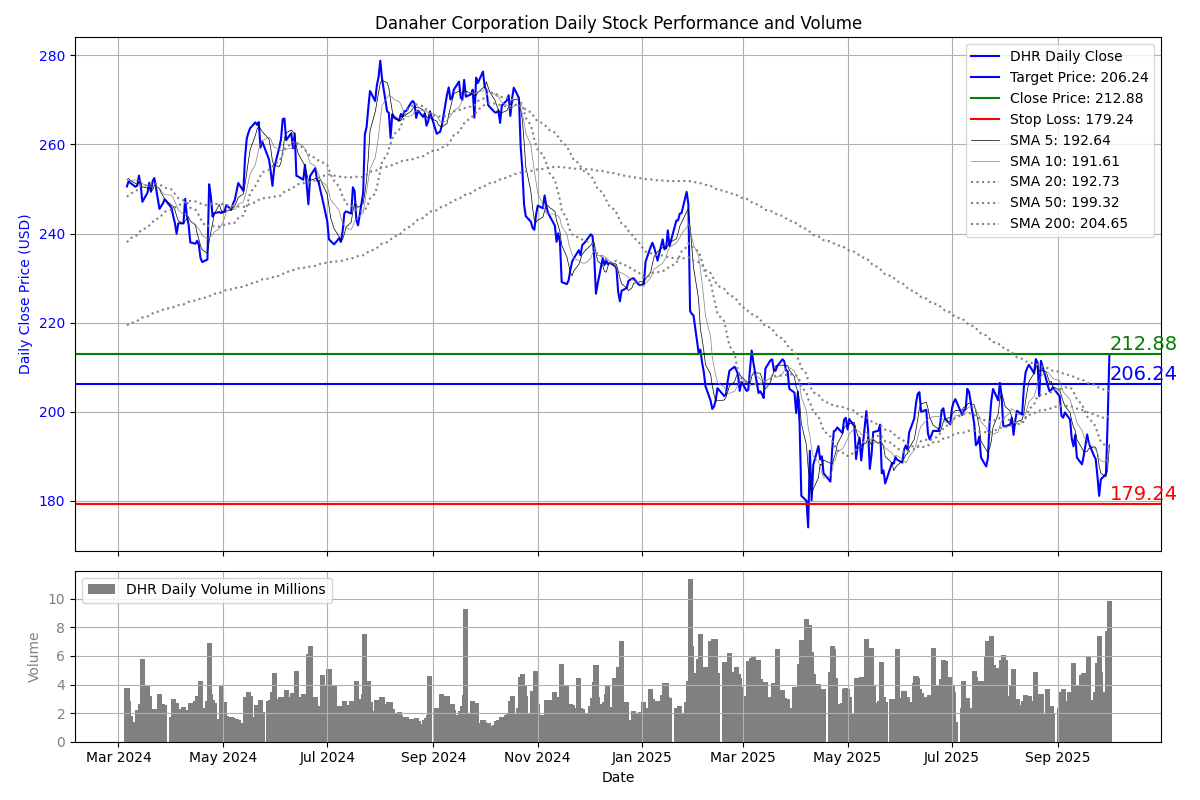 Danaher Corporation Daily Stock Performance and Volume
280
260
240
220
200
180
Daily Close Price (USD)
DHR Daily Close
Target Price: 206.24
Close Price: 212.88
Stop Loss: 179.24
SMA 5: 192.64
SMA 10: 191.61
SMA 20: 192.73
SMA 50: 199.32
SMA 200: 204.65
212.88
206.24
179.24
DHR Daily Volume in Millions
10
8
6
4
2
0
Volume
Mar 2024 May 2024 Jul 2024 Sep 2024 Nov 2024 Jan 2025 Mar 2025 May 2025 Jul 2025 Sep 2025
Date